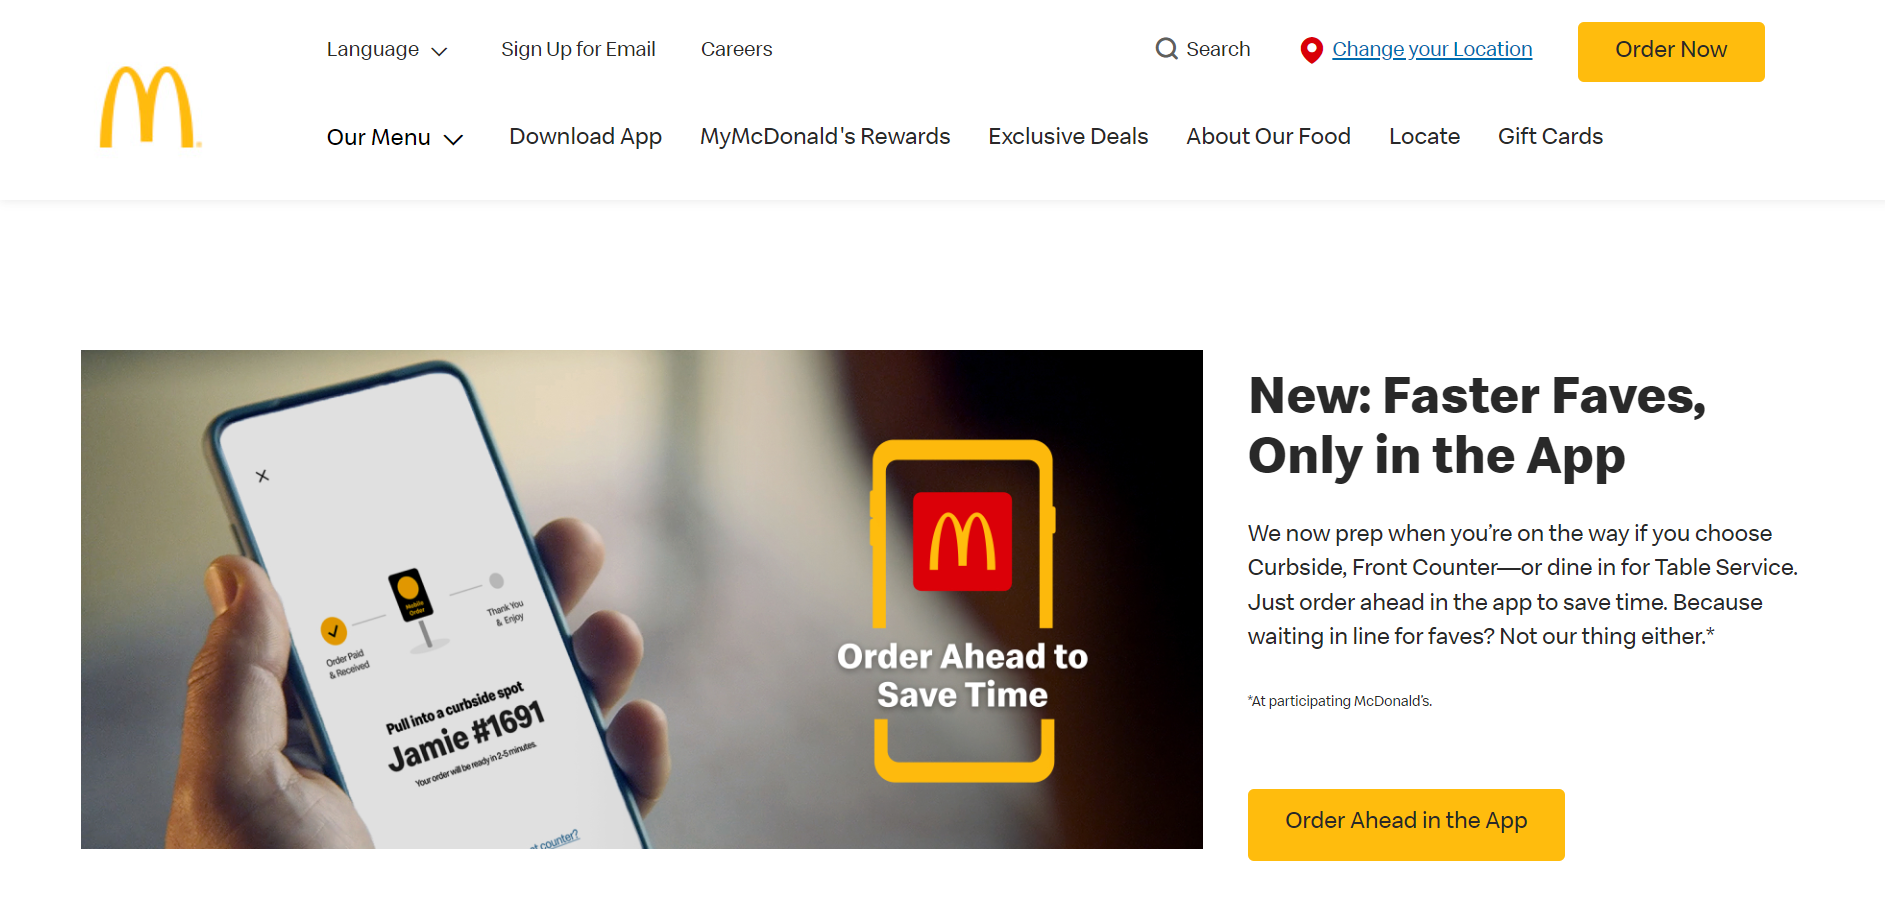 Language
Sign Up for Email
Careers
Search
Change your Location
Order Now
Our Menu
Download App
MyMcDonald's Rewards
Exclusive Deals
About Our Food
Locate
Gift Cards
Mobile
Order
Thank You
& Enjoy
Order Paid
& Received
Pull into a curbside spot
Jamie #1691
Your order will be ready in 2-5 minutes.
counter?
Order Ahead to
Save Time
New: Faster Faves,
Only in the App
We now prep when you’re on the way if you choose
Curbside, Front Counter—or dine in for Table Service.
Just order ahead in the app to save time. Because
waiting in line for faves? Not our thing either.*
*At participating McDonald’s.
Order Ahead in the App